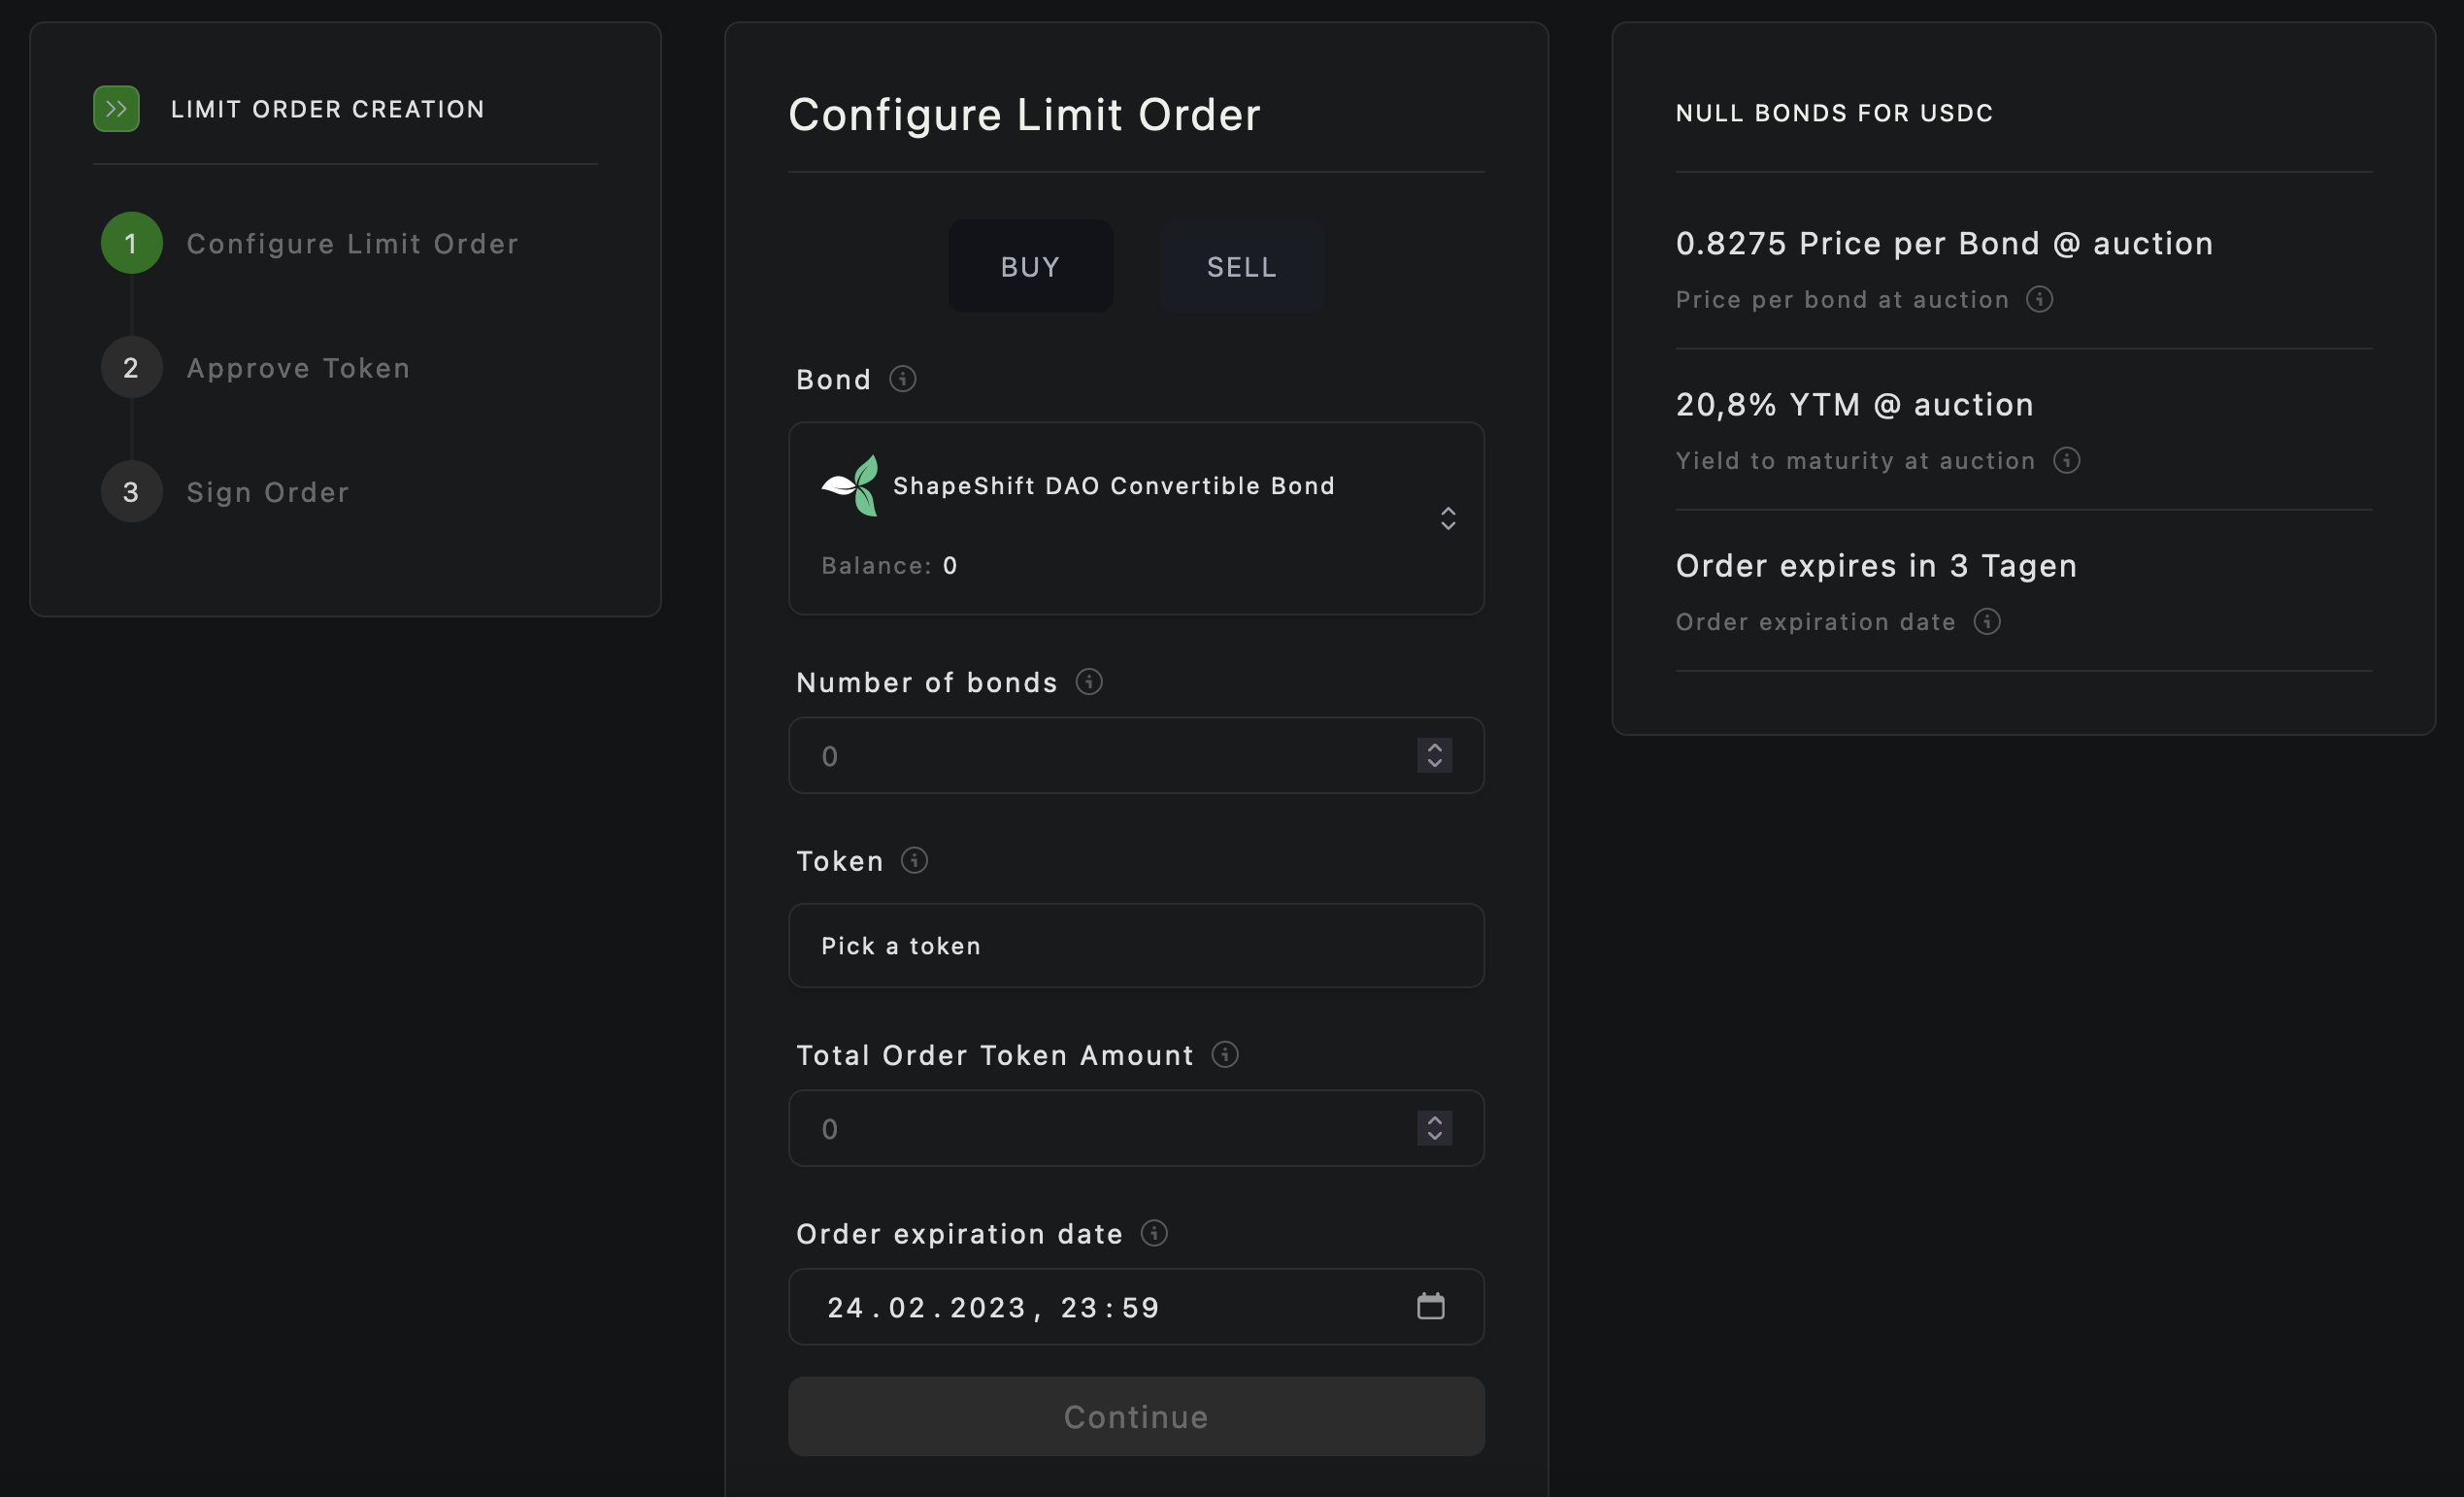 LIMIT ORDER CREATION
1 Configure Limit Order
2 Approve Token
3 Sign Order
Configure Limit Order
BUY SELL
Bond
ShapeShift DAO Convertible Bond
Balance: 0
Number of bonds
0
Token
Pick a token
Total Order Token Amount
0
Order expiration date
24.02.2023, 23:59
Continue
NULL BONDS FOR USDC
0.8275 Price per Bond @ auction
Price per bond at auction
20,8% YTM @ auction
Yield to maturity at auction
Order expires in 3 Tagen
Order expiration date